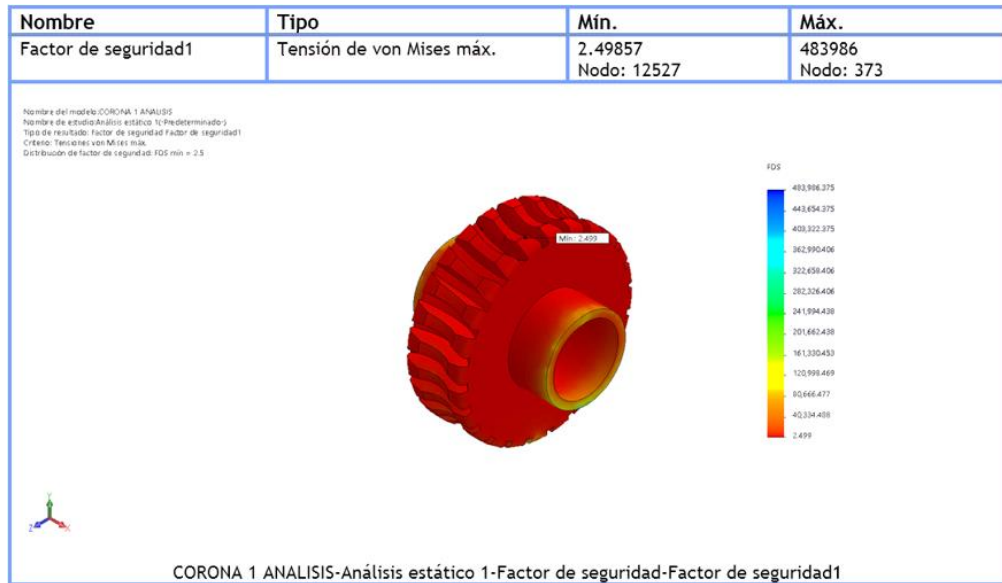 Nombre Tipo Mín. Máx.
Factor de seguridad1 Tensión de von Mises máx. 2.49857 483986
Nodo: 12527 Nodo: 373
Nombre del modelo:CORONA 1 ANALISIS
Nombre de estudio:Análisis estático 1(-Predeterminado-)
Tipo de resultado: Factor de seguridad Factor de seguridad1
Criterio: Tensiones von Mises máx.
Distribución de factor de seguridad: FDS mín = 2.5
FDS
483,986.375
443,654.375
403,322.375
362,990.406
322,658.406
282,326.406
241,994.438
201,662.438
161,330.453
120,998.469
80,666.477
40,334.488
2.499
Mín.: 2.499
Y
Z
X
CORONA 1 ANALISIS-Análisis estático 1-Factor de seguridad-Factor de seguridad1